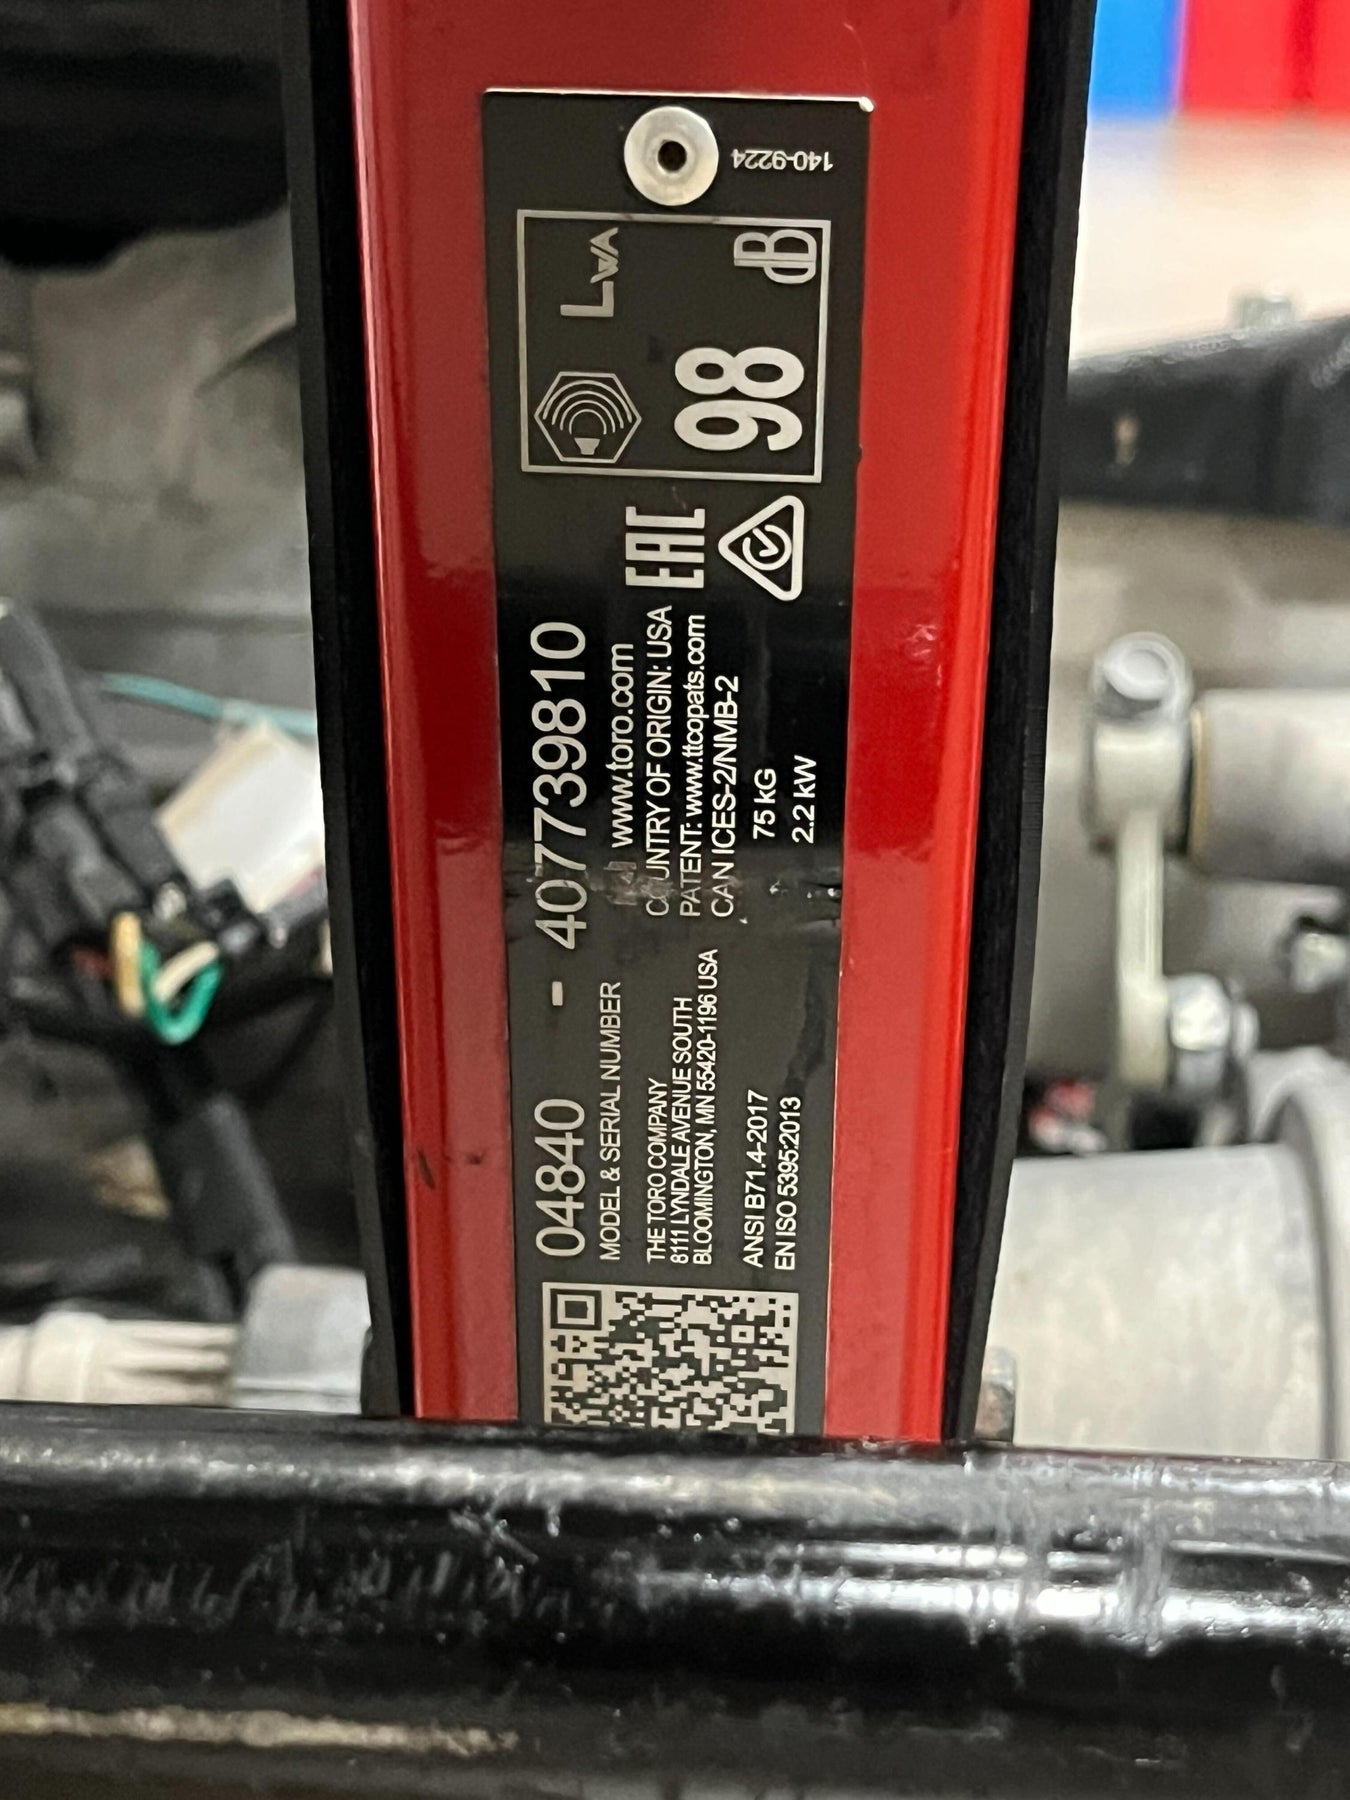 04840 - 407739810
MODEL & SERIAL NUMBER
www.toro.com
THE TORO COMPANY
8111 LYNDALE AVENUE SOUTH
BLOOMINGTON, MN 55420-1196 USA
COUNTRY OF ORIGIN: USA
PATENT: www.ttcopats.com
CAN ICES-2/NMB-2
ANSI B71.4-2017
EN ISO 5395:2013
75 kG
2.2 kW
EAC
LWA
98 dB
140-9224